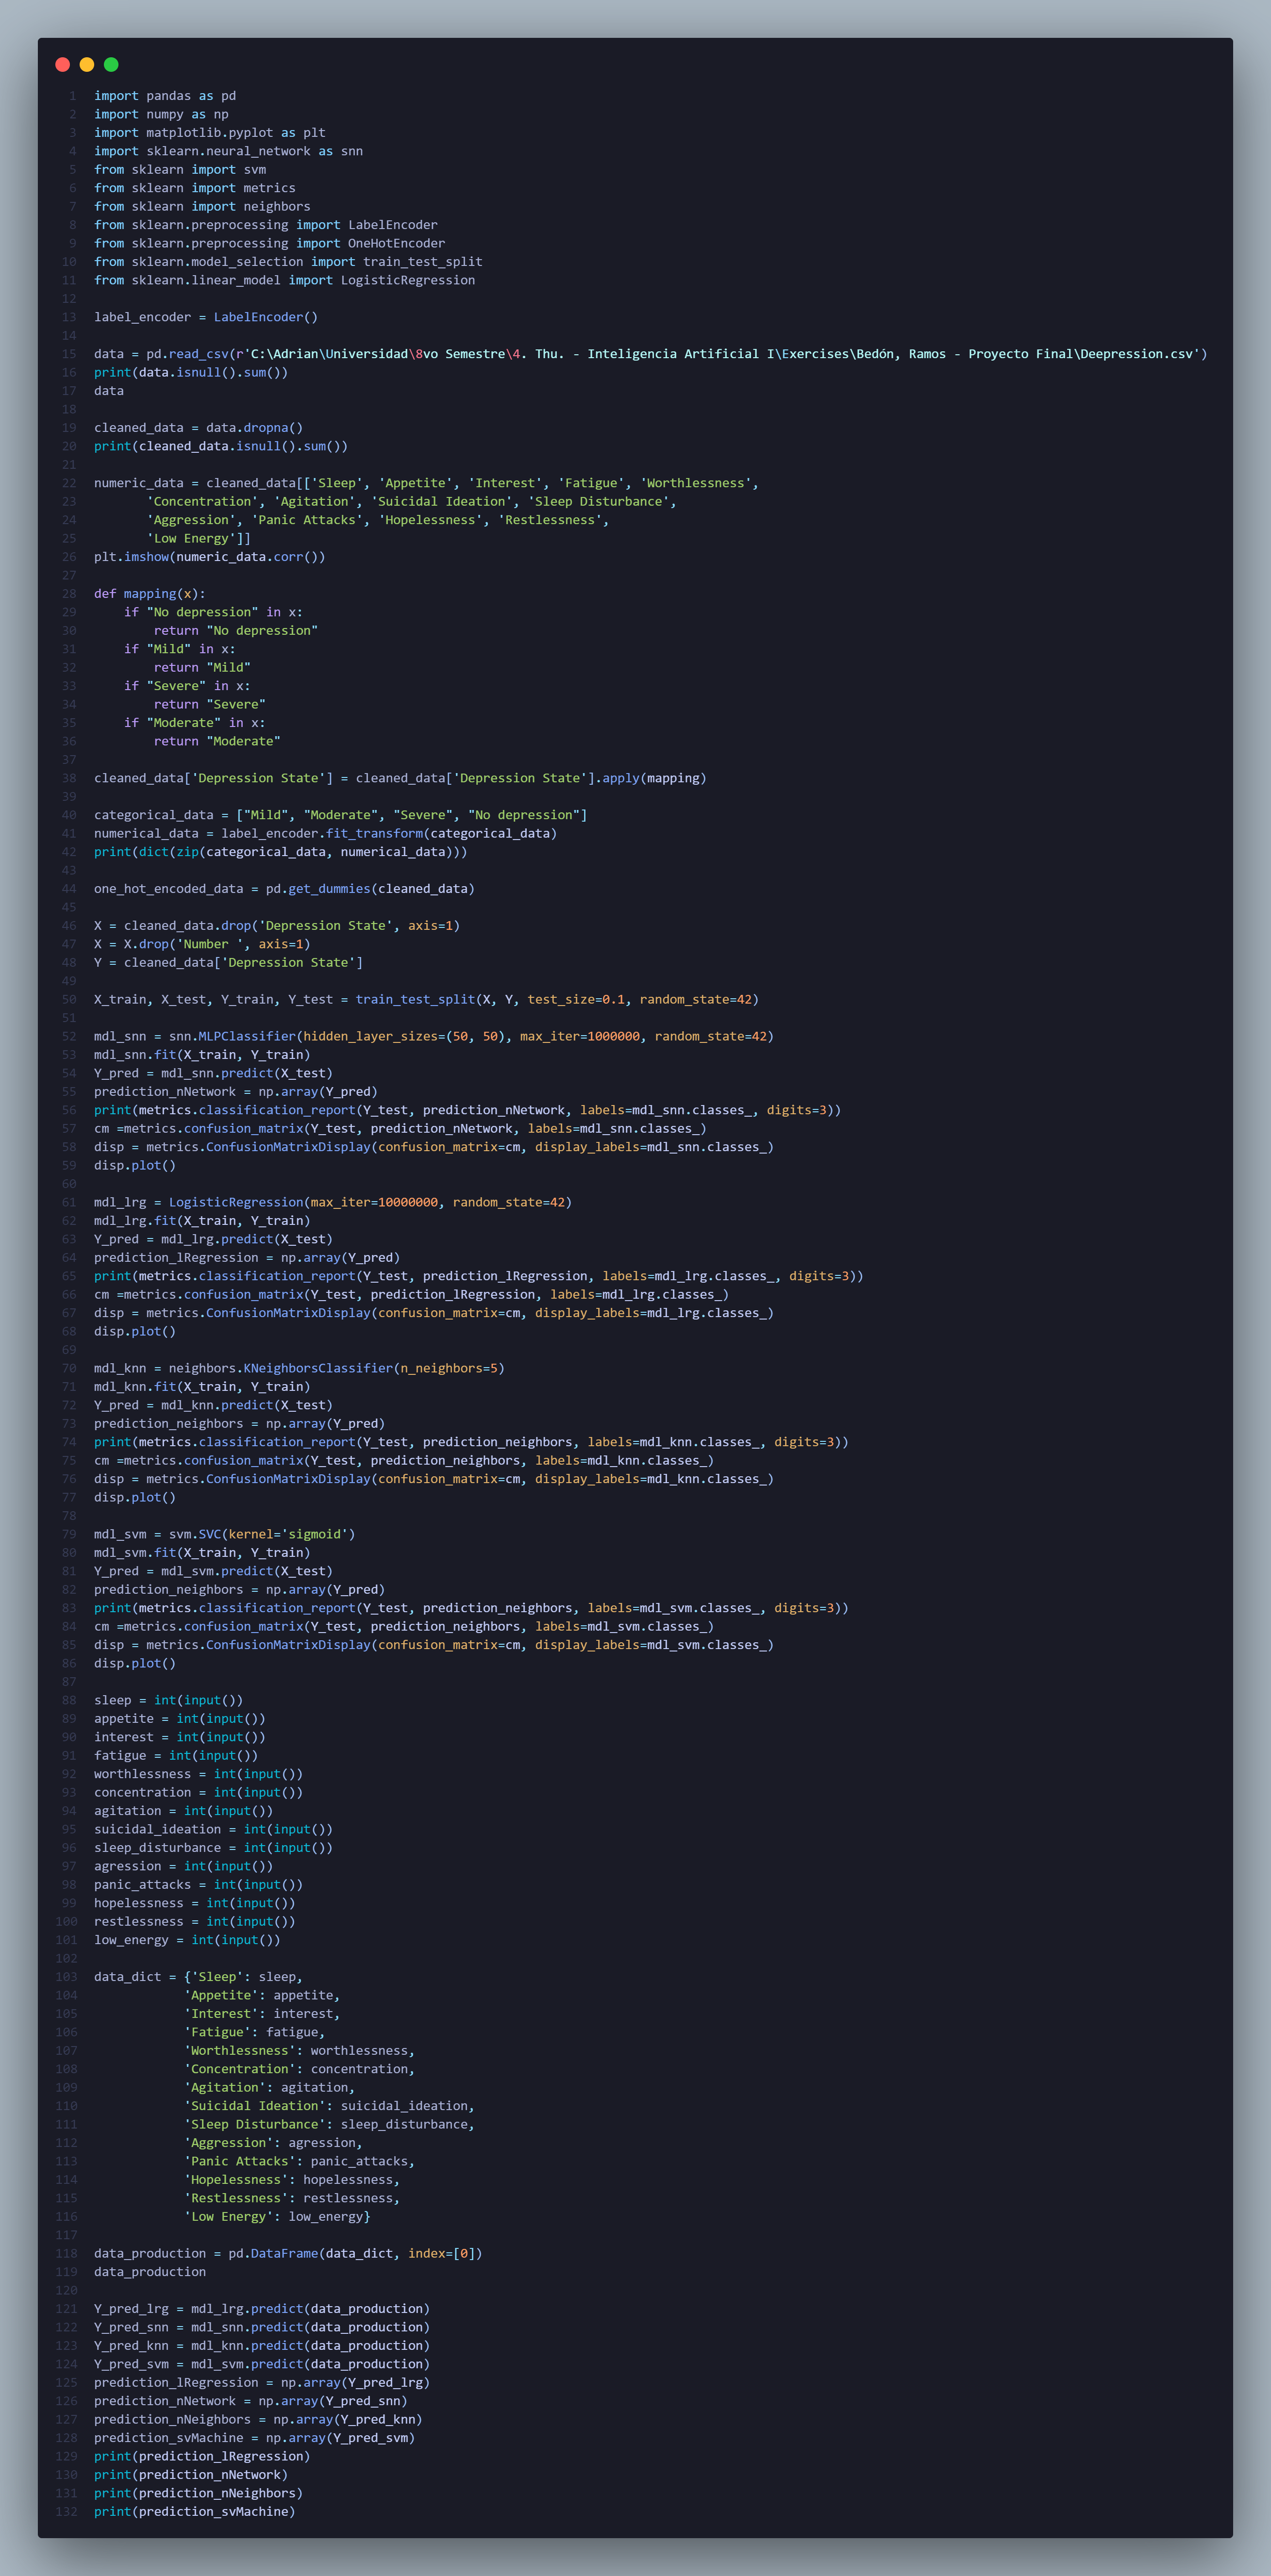 1 import pandas as pd
2 import numpy as np
3 import matplotlib.pyplot as plt
4 import sklearn.neural_network as snn
5 from sklearn import svm
6 from sklearn import metrics
7 from sklearn import neighbors
8 from sklearn.preprocessing import LabelEncoder
9 from sklearn.preprocessing import OneHotEncoder
10 from sklearn.model_selection import train_test_split
11 from sklearn.linear_model import LogisticRegression
12
13 label_encoder = LabelEncoder()
14
15 data = pd.read_csv(r'C:\Adrian\Universidad\8vo Semestre\4. Thu. - Inteligencia Artificial I\Exercises\Bedón, Ramos - Proyecto Final\Deepression.csv')
16 print(data.isnull().sum())
17 data
18
19 cleaned_data = data.dropna()
20 print(cleaned_data.isnull().sum())
21
22 numeric_data = cleaned_data[['Sleep', 'Appetite', 'Interest', 'Fatigue', 'Worthlessness',
23        'Concentration', 'Agitation', 'Suicidal Ideation', 'Sleep Disturbance',
24        'Aggression', 'Panic Attacks', 'Hopelessness', 'Restlessness',
25        'Low Energy']]
26 plt.imshow(numeric_data.corr())
27
28 def mapping(x):
29     if "No depression" in x:
30         return "No depression"
31     if "Mild" in x:
32         return "Mild"
33     if "Severe" in x:
34         return "Severe"
35     if "Moderate" in x:
36         return "Moderate"
37
38 cleaned_data['Depression State'] = cleaned_data['Depression State'].apply(mapping)
39
40 categorical_data = ["Mild", "Moderate", "Severe", "No depression"]
41 numerical_data = label_encoder.fit_transform(categorical_data)
42 print(dict(zip(categorical_data, numerical_data)))
43
44 one_hot_encoded_data = pd.get_dummies(cleaned_data)
45
46 X = cleaned_data.drop('Depression State', axis=1)
47 X = X.drop('Number ', axis=1)
48 Y = cleaned_data['Depression State']
49
50 X_train, X_test, Y_train, Y_test = train_test_split(X, Y, test_size=0.1, random_state=42)
51
52 mdl_snn = snn.MLPClassifier(hidden_layer_sizes=(50, 50), max_iter=1000000, random_state=42)
53 mdl_snn.fit(X_train, Y_train)
54 Y_pred = mdl_snn.predict(X_test)
55 prediction_nNetwork = np.array(Y_pred)
56 print(metrics.classification_report(Y_test, prediction_nNetwork, labels=mdl_snn.classes_, digits=3))
57 cm =metrics.confusion_matrix(Y_test, prediction_nNetwork, labels=mdl_snn.classes_)
58 disp = metrics.ConfusionMatrixDisplay(confusion_matrix=cm, display_labels=mdl_snn.classes_)
59 disp.plot()
60
61 mdl_lrg = LogisticRegression(max_iter=10000000, random_state=42)
62 mdl_lrg.fit(X_train, Y_train)
63 Y_pred = mdl_lrg.predict(X_test)
64 prediction_lRegression = np.array(Y_pred)
65 print(metrics.classification_report(Y_test, prediction_lRegression, labels=mdl_lrg.classes_, digits=3))
66 cm =metrics.confusion_matrix(Y_test, prediction_lRegression, labels=mdl_lrg.classes_)
67 disp = metrics.ConfusionMatrixDisplay(confusion_matrix=cm, display_labels=mdl_lrg.classes_)
68 disp.plot()
69
70 mdl_knn = neighbors.KNeighborsClassifier(n_neighbors=5)
71 mdl_knn.fit(X_train, Y_train)
72 Y_pred = mdl_knn.predict(X_test)
73 prediction_neighbors = np.array(Y_pred)
74 print(metrics.classification_report(Y_test, prediction_neighbors, labels=mdl_knn.classes_, digits=3))
75 cm =metrics.confusion_matrix(Y_test, prediction_neighbors, labels=mdl_knn.classes_)
76 disp = metrics.ConfusionMatrixDisplay(confusion_matrix=cm, display_labels=mdl_knn.classes_)
77 disp.plot()
78
79 mdl_svm = svm.SVC(kernel='sigmoid')
80 mdl_svm.fit(X_train, Y_train)
81 Y_pred = mdl_svm.predict(X_test)
82 prediction_neighbors = np.array(Y_pred)
83 print(metrics.classification_report(Y_test, prediction_neighbors, labels=mdl_svm.classes_, digits=3))
84 cm =metrics.confusion_matrix(Y_test, prediction_neighbors, labels=mdl_svm.classes_)
85 disp = metrics.ConfusionMatrixDisplay(confusion_matrix=cm, display_labels=mdl_svm.classes_)
86 disp.plot()
87
88 sleep = int(input())
89 appetite = int(input())
90 interest = int(input())
91 fatigue = int(input())
92 worthlessness = int(input())
93 concentration = int(input())
94 agitation = int(input())
95 suicidal_ideation = int(input())
96 sleep_disturbance = int(input())
97 agression = int(input())
98 panic_attacks = int(input())
99 hopelessness = int(input())
100 restlessness = int(input())
101 low_energy = int(input())
102
103 data_dict = {'Sleep': sleep,
104             'Appetite': appetite,
105             'Interest': interest,
106             'Fatigue': fatigue,
107             'Worthlessness': worthlessness,
108             'Concentration': concentration,
109             'Agitation': agitation,
110             'Suicidal Ideation': suicidal_ideation,
111             'Sleep Disturbance': sleep_disturbance,
112             'Aggression': agression,
113             'Panic Attacks': panic_attacks,
114             'Hopelessness': hopelessness,
115             'Restlessness': restlessness,
116             'Low Energy': low_energy}
117
118 data_production = pd.DataFrame(data_dict, index=[0])
119 data_production
120
121 Y_pred_lrg = mdl_lrg.predict(data_production)
122 Y_pred_snn = mdl_snn.predict(data_production)
123 Y_pred_knn = mdl_knn.predict(data_production)
124 Y_pred_svm = mdl_svm.predict(data_production)
125 prediction_lRegression = np.array(Y_pred_lrg)
126 prediction_nNetwork = np.array(Y_pred_snn)
127 prediction_nNeighbors = np.array(Y_pred_knn)
128 prediction_svMachine = np.array(Y_pred_svm)
129 print(prediction_lRegression)
130 print(prediction_nNetwork)
131 print(prediction_nNeighbors)
132 print(prediction_svMachine)